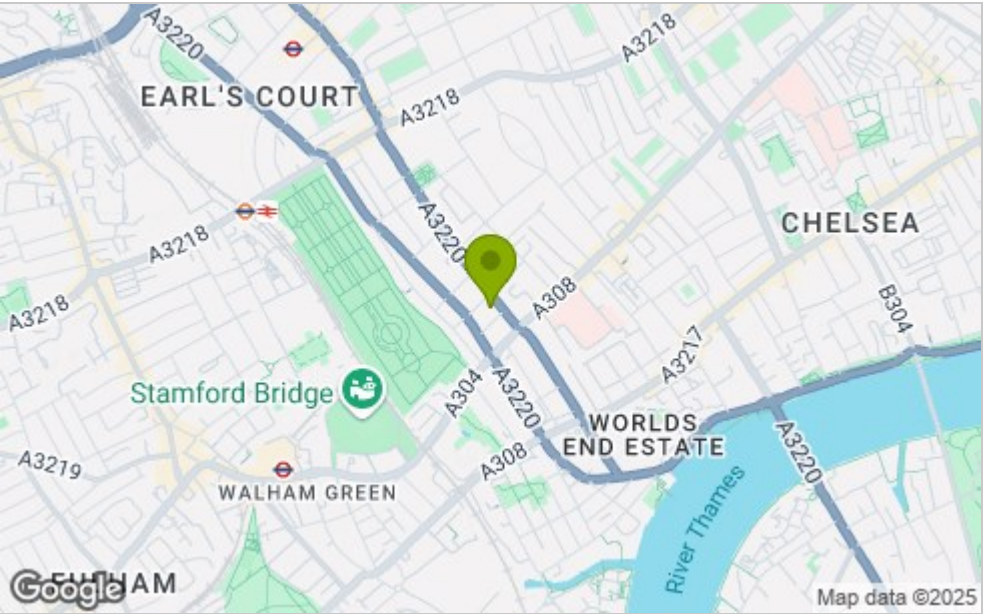 A3220
A3218
EARL'S COURT
A3218
A3220
CHELSEA
A3218
A308
B304
A3218
A3217
Stamford Bridge
A304
A3220
WORLDS
END ESTATE
A3220
A308
A3219
WALHAM GREEN
River Thames
FULHAM
Google
Map data ©2025